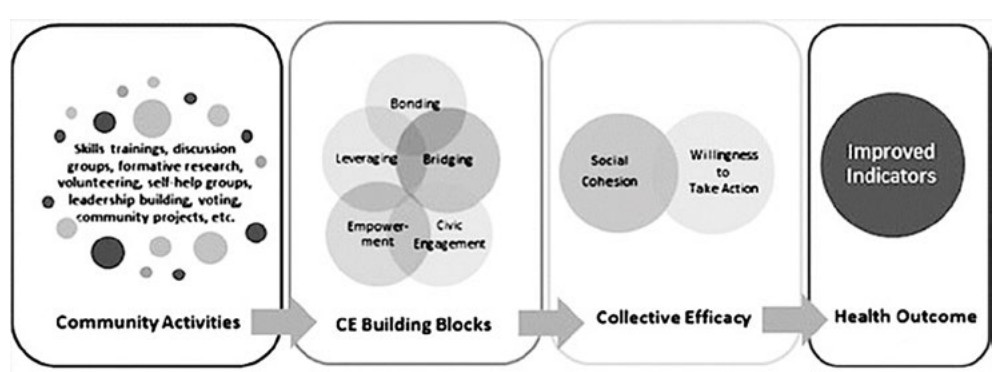 Skills trainings, discussion
groups, formative research,
volunteering, self-help groups,
leadership building, voting,
community projects, etc.
Community Activities
Bonding
Leveraging
Bridging
Empower-
ment
Civic
Engagement
CE Building Blocks
Social
Cohesion
Willingness
to
Take Action
Collective Efficacy
Improved
Indicators
Health Outcome